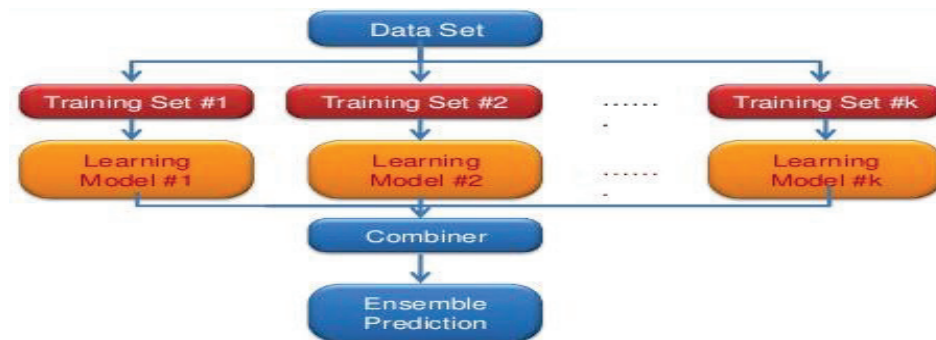 Data Set
Training Set #1 Training Set #2 ...... Training Set #k
-
Learning Learning Learning
Model #1 Model #2 ...... Model #k
-
Combiner
Ensemble
Prediction